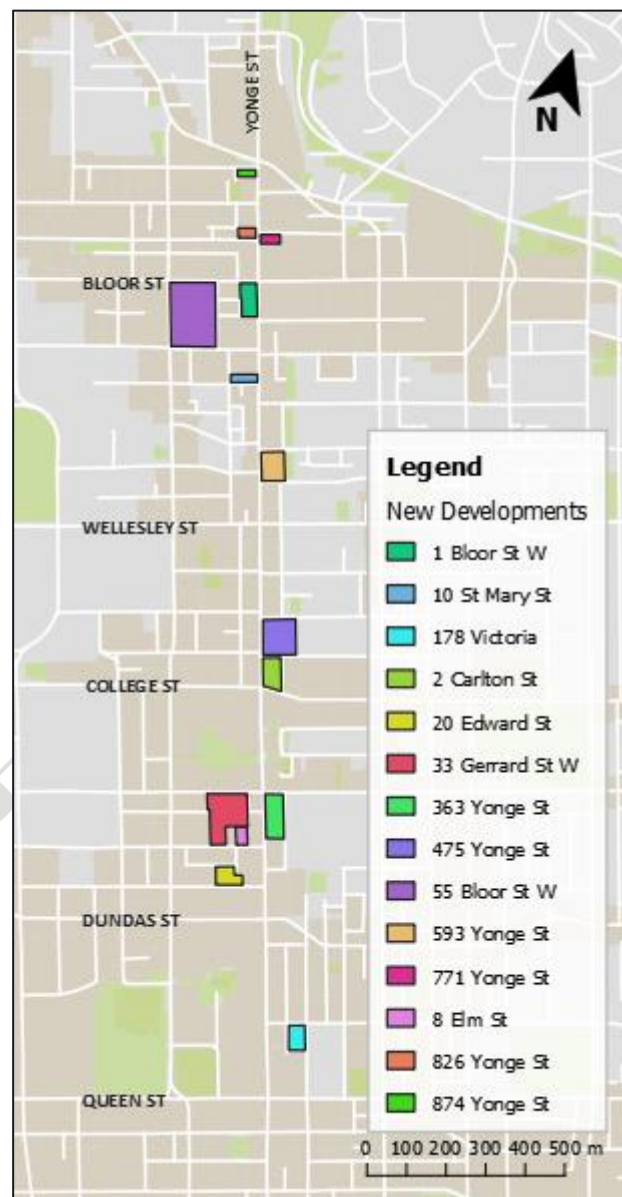 YONGE ST
N
BLOOR ST
WELLESLEY ST
COLLEGE ST
DUNDAS ST
QUEEN ST
Legend
New Developments
1 Bloor St W
10 St Mary St
178 Victoria
2 Carlton St
20 Edward St
33 Gerrard St W
363 Yonge St
475 Yonge St
55 Bloor St W
593 Yonge St
771 Yonge St
8 Elm St
826 Yonge St
874 Yonge St
0 100 200 300 400 500 m